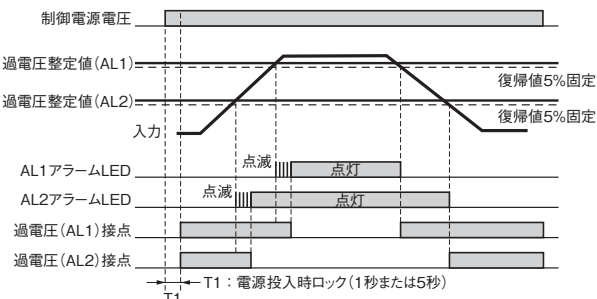 制御電源電圧
過電圧整定値(AL1)
復帰値5%固定
過電圧整定値(AL2)
復帰値5%固定
入力
AL1アラームLED
点滅
点灯
AL2アラームLED
点滅
点灯
過電圧(AL1)接点
過電圧(AL2)接点
T1:電源投入時ロック(1秒または5秒)
T1